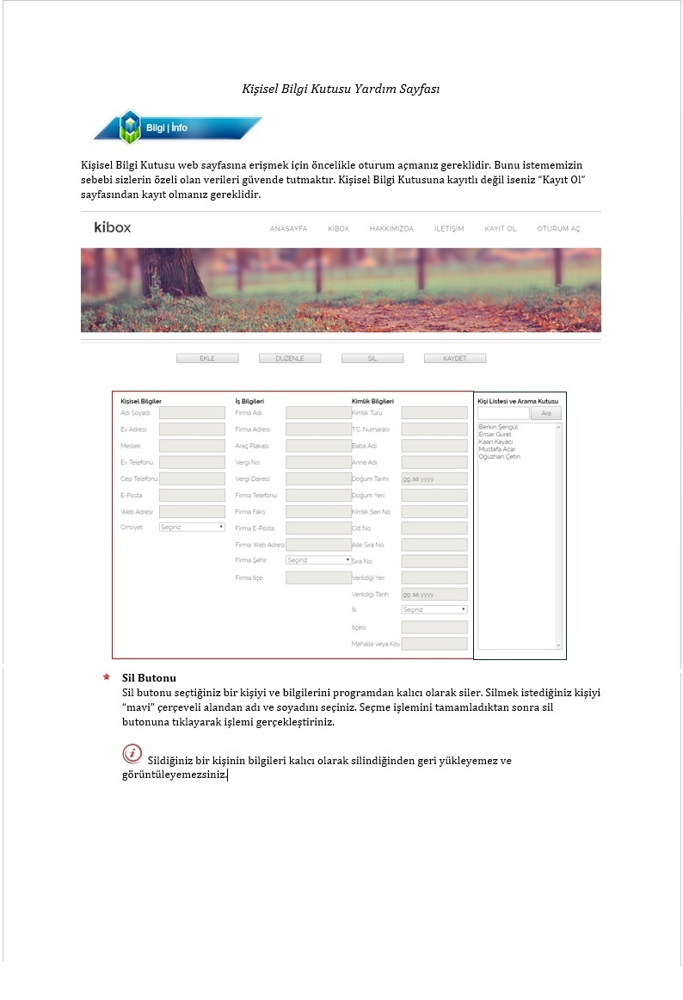 Kişisel Bilgi Kutusu Yardım Sayfası
Bilgi | İnfo
Kişisel Bilgi Kutusu web sayfasına erişmek için öncelikle oturum açmanız gereklidir. Bunu istememizin
sebebi sizlerin özeli olan verileri güvende tutmaktır. Kişisel Bilgi Kutusuna kayıtlı değil iseniz “Kayıt Ol”
sayfasından kayıt olmanız gereklidir.
kibox
ANASAYFA KİBOX HAKKIMIZDA İLETİŞİM KAYIT OL OTURUM AÇ
EKLE DÜZENLE SİL KAYDET
Kişisel Bilgiler
Adı Soyadı:
Ev Adresi:
Meslek:
Ev Telefonu:
Cep Telefonu:
E-Posta:
Web Adresi:
Cinsiyet: Seçiniz
İş Bilgileri
Firma Adı:
Firma Adresi:
Araç Plakası:
Vergi No:
Vergi Dairesi:
Firma Telefonu:
Firma Faks:
Firma E-Posta:
Firma Web Adresi:
Firma Şehir: Seçiniz
Firma İlçe:
Kimlik Bilgileri
Kimlik Türü:
T.C. Numarası:
Baba Adı:
Anne Adı:
Doğum Tarihi: gg.aa.yyyy
Doğum Yeri:
Kimlik Seri No:
Cilt No:
Aile Sıra No:
Sıra No:
Verildiği Yer:
Verildiği Tarih: gg.aa.yyyy
İli: Seçiniz
İlçesi:
Mahalle veya Köy:
Kişi Listesi ve Arama Kutusu
Ara
Berkin Şengül
Ensar Gürel
Kaan Kayacı
Mustafa Acar
Oğuzhan Çetin
Sil Butonu
Sil butonu seçtiğiniz bir kişiyi ve bilgilerini programdan kalıcı olarak siler. Silmek istediğiniz kişiyi
“mavi” çerçeveli alandan adı ve soyadını seçiniz. Seçme işlemini tamamladıktan sonra sil
butonuna tıklayarak işlemi gerçekleştiriniz.
i Sildiğiniz bir kişinin bilgileri kalıcı olarak silindiğinden geri yükleyemez ve
görüntüleyemezsiniz.